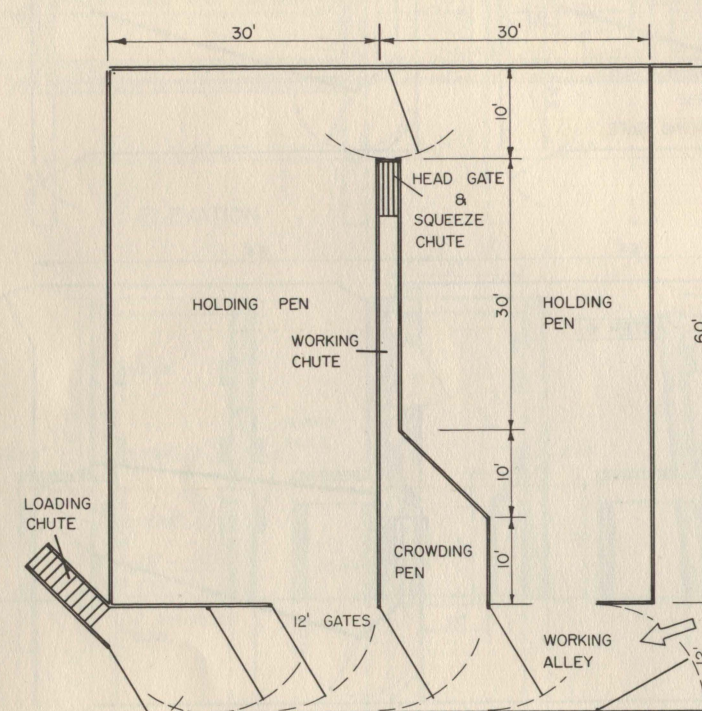 30'
30'
10'
HEAD GATE
&
SQUEEZE
CHUTE
HOLDING PEN
30'
HOLDING
PEN
WORKING
CHUTE
60'
10'
LOADING
CHUTE
CROWDING
PEN
10'
12' GATES
WORKING
ALLEY
12'